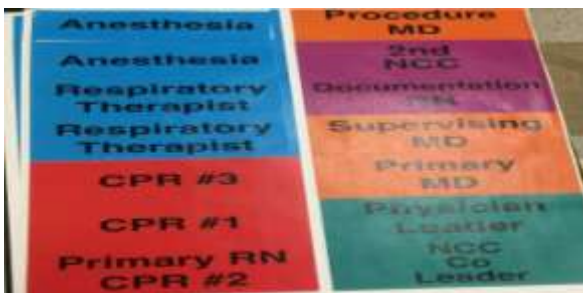 Anesthesia
Anesthesia
Respiratory
Therapist
Respiratory
Therapist
CPR #3
CPR #1
Primary RN
CPR #2
Procedure
MD
2nd
NCC
Documentation
RN
Supervising
MD
Primary
MD
Physician
Leader
NCC
Co
Leader